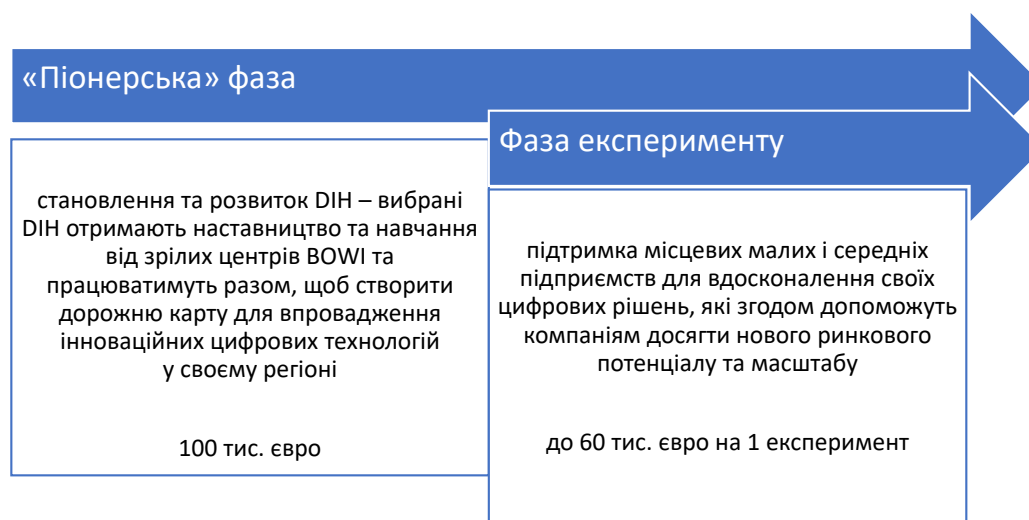 «Піонерська» фаза
становлення та розвиток DIH – вибрані
DIH отримають наставництво та навчання
від зрілих центрів BOWI та
працюватимуть разом, щоб створити
дорожню карту для впровадження
інноваційних цифрових технологій
у своєму регіоні
100 тис. євро
Фаза експерименту
підтримка місцевих малих і середніх
підприємств для вдосконалення своїх
цифрових рішень, які згодом допоможуть
компаніям досягти нового ринкового
потенціалу та масштабу
до 60 тис. євро на 1 експеримент